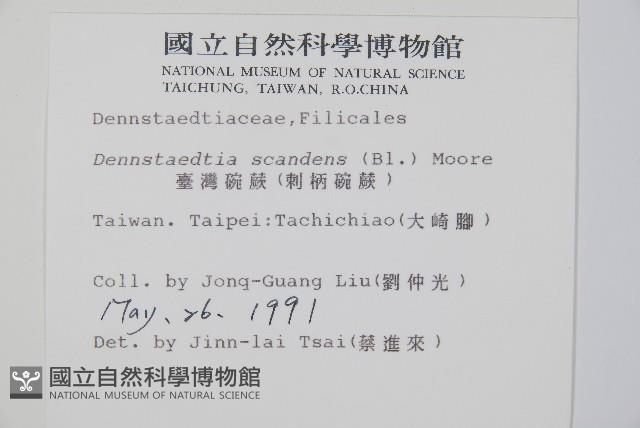 國立自然科學博物館
NATIONAL MUSEUM OF NATURAL SCIENCE
TAICHUNG, TAIWAN, R.O.CHINA
Dennstaedtiaceae,Filicales
Dennstaedtia scandens (Bl.) Moore
臺灣碗蕨(刺柄碗蕨)
Taiwan. Taipei:Tachichiao(大崎腳)
Coll. by Jonq-Guang Liu(劉仲光)
May. 26. 1991
Det. by Jinn-lai Tsai(蔡進來)
國立自然科學博物館
NATIONAL MUSEUM OF NATURAL SCIENCE